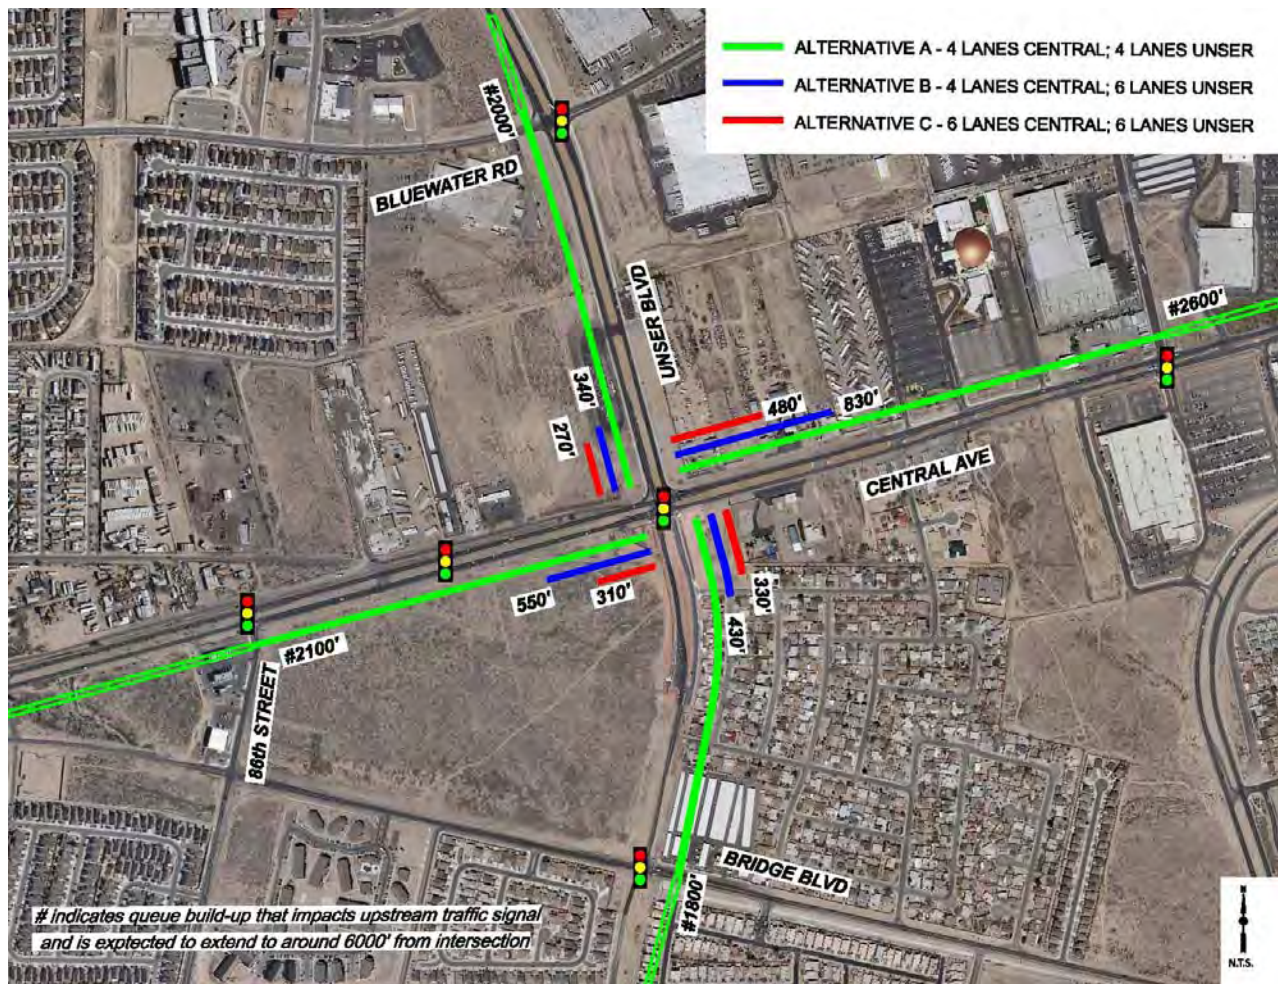 ALTERNATIVE A - 4 LANES CENTRAL; 4 LANES UNSER
ALTERNATIVE B - 4 LANES CENTRAL; 6 LANES UNSER
ALTERNATIVE C - 6 LANES CENTRAL; 6 LANES UNSER
#2000'
BLUEWATER RD
UNSER BLVD
#2600'
340'
270'
480'
830'
CENTRAL AVE
550'
310'
330'
430'
#2100'
86th STREET
BRIDGE BLVD
#1800'
# indicates queue build-up that impacts upstream traffic signal
and is exptected to extend to around 6000' from intersection
N
N.T.S.